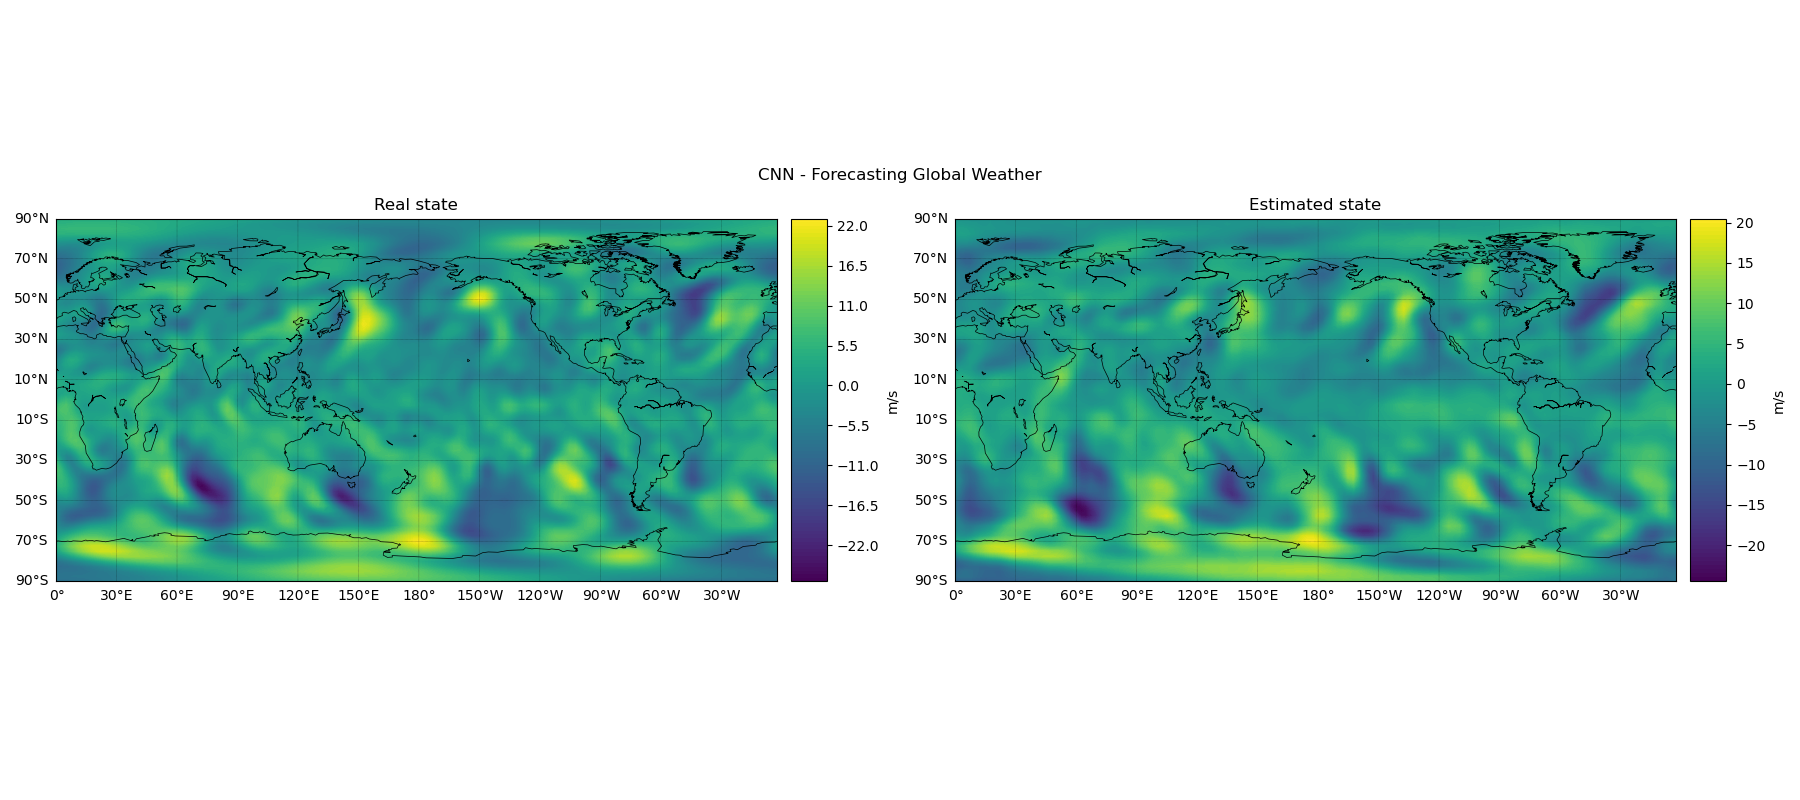 CNN - Forecasting Global Weather
Real state
90°N
70°N
50°N
30°N
10°N
10°S
30°S
50°S
70°S
90°S
0° 30°E 60°E 90°E 120°E 150°E 180° 150°W 120°W 90°W 60°W 30°W
22.0
16.5
11.0
5.5
0.0
−5.5
−11.0
−16.5
−22.0
m/s
Estimated state
90°N
70°N
50°N
30°N
10°N
10°S
30°S
50°S
70°S
90°S
0° 30°E 60°E 90°E 120°E 150°E 180° 150°W 120°W 90°W 60°W 30°W
20
15
10
5
0
−5
−10
−15
−20
m/s